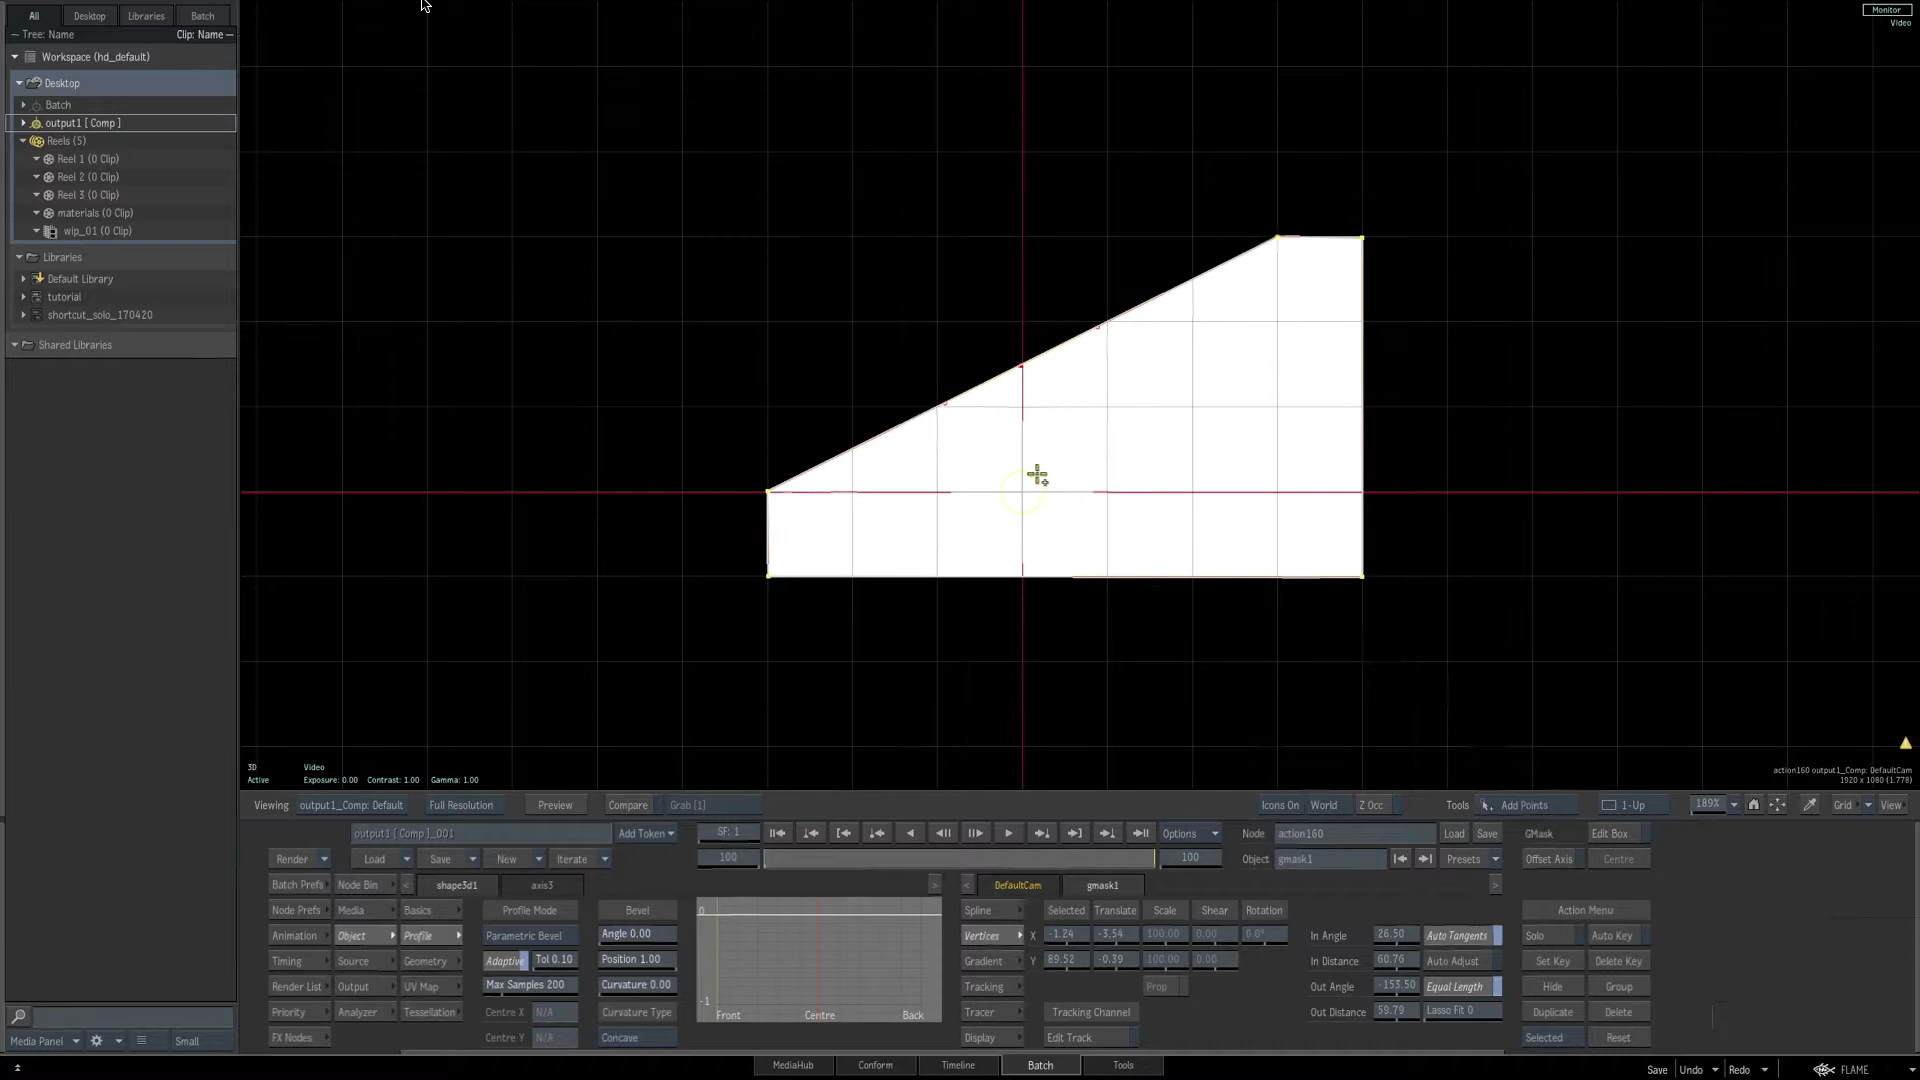 All Desktop Libraries Batch
Tree: Name Clip: Name
Workspace (hd_default)
Desktop
Batch
output1 [ Comp ]
Reels (5)
Reel 1 (0 Clip)
Reel 2 (0 Clip)
Reel 3 (0 Clip)
materials (0 Clip)
wip_01 (0 Clip)
Libraries
Default Library
tutorial
shortcut_solo_170420
Shared Libraries
Monitor
Video
3D Video
Active Exposure: 0.00 Contrast: 1.00 Gamma: 1.00
action160 output1_Comp: DefaultCam
1920 x 1080 (1.778)
Viewing output1_Comp: Default Full Resolution Preview Compare Grab [1] Icons On World Z Occ Tools Add Points 1-Up 189% Grid View
output1 [ Comp ]_001 Add Token SF: 1 Options Node action160 Load Save GMask Edit Box
Render Load Save New Iterate 100 100 Object gmask1 Presets Offset Axis Centre
Batch Prefs Node Bin < shape3d1 axis3 > < DefaultCam gmask1 >
Node Prefs Media Basics Profile Mode Bevel 0 Spline Selected Translate Scale Shear Rotation Action Menu
Animation Object Profile Parametric Bevel Angle 0.00 Vertices X -1.24 -3.54 100.00 0.00 0.0° In Angle 26.50 Auto Tangents Solo Auto Key
Timing Source Geometry Adaptive Tol 0.10 Position 1.00 Gradient Y 89.52 -0.39 100.00 0.00 In Distance 60.76 Auto Adjust Set Key Delete Key
Render List Output UV Map Max Samples 200 Curvature 0.00 -1 Tracking Prop Out Angle -153.50 Equal Length Hide Group
Priority Analyzer Tessellation Centre X N/A Curvature Type Front Centre Back Tracer Tracking Channel Out Distance 59.79 Lasso Fit 0 Duplicate Delete
FX Nodes Centre Y N/A Concave Display Edit Track Selected Reset
Media Panel Small
MediaHub Conform Timeline Batch Tools Save Undo Redo FLAME